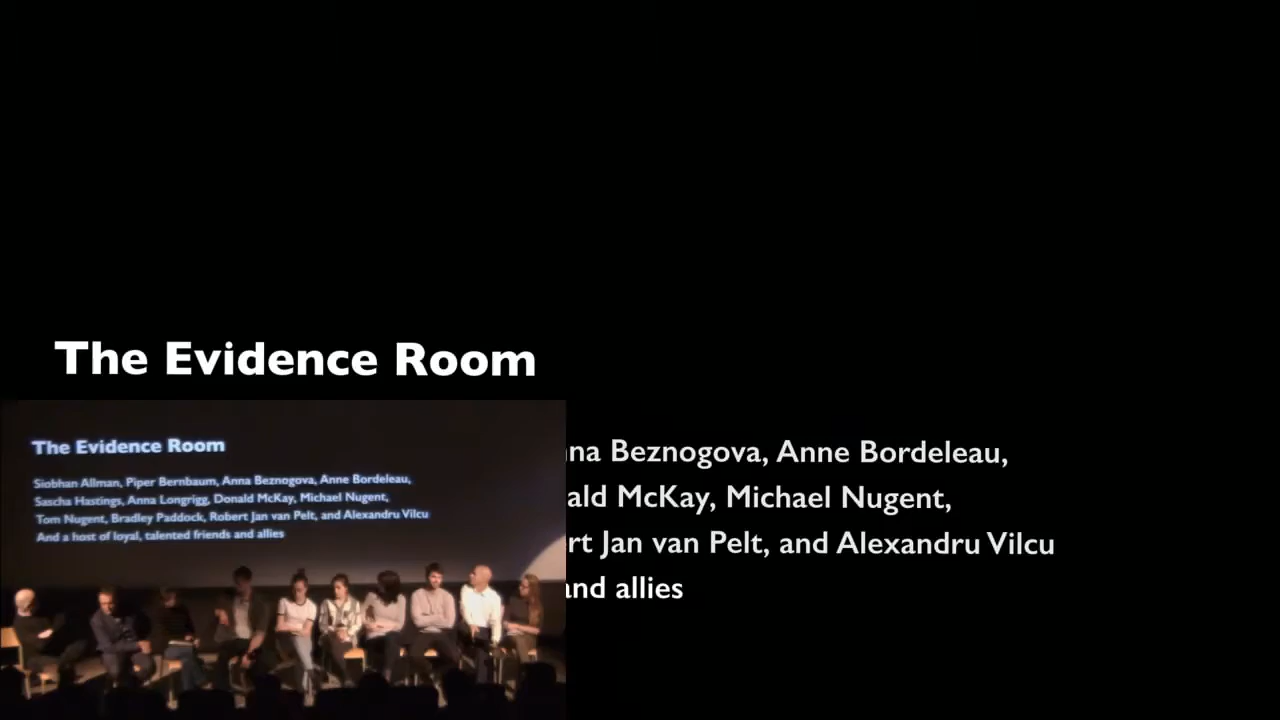 The Evidence Room
nna Beznogova, Anne Bordeleau,
ald McKay, Michael Nugent,
rt Jan van Pelt, and Alexandru Vilcu
and allies
The Evidence Room
Siobhan Allman, Piper Bernbaum, Anna Beznogova, Anne Bordeleau,
Sascha Hastings, Anna Longrigg, Donald McKay, Michael Nugent,
Tom Nugent, Bradley Paddock, Robert Jan van Pelt, and Alexandru Vilcu
And a host of loyal, talented friends and allies